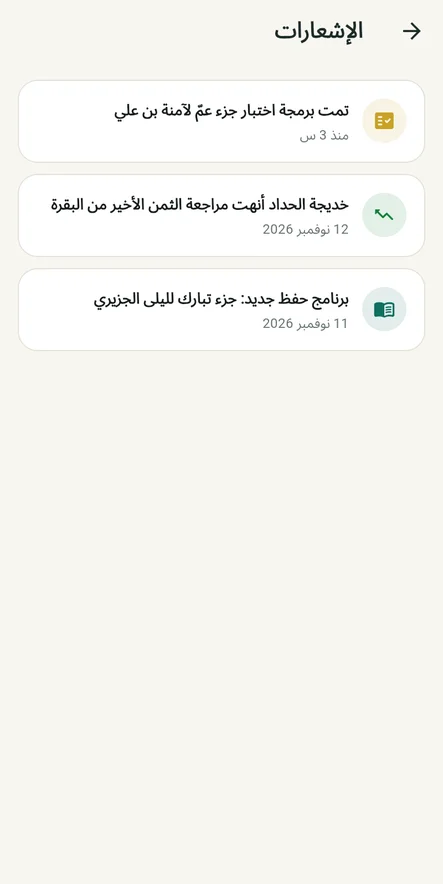 الإشعارات
تمت برمجة اختبار جزء عمّ لآمنة بن علي
منذ 3 س
خديجة الحداد أنهت مراجعة الثمن الأخير من البقرة
12 نوفمبر 2026
برنامج حفظ جديد: جزء تبارك لليلى الجزيري
11 نوفمبر 2026